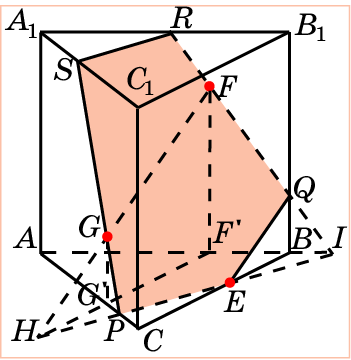 A₁ R B₁
S C₁ F
Q
G F'
A B I
G' E
H P C